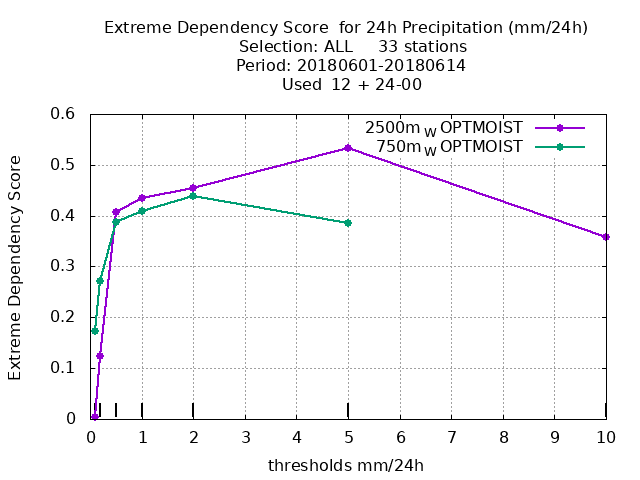 Extreme Dependency Score  for 24h Precipitation (mm/24h)
Selection: ALL     33 stations
Period: 20180601-20180614
Used  12 + 24-00
2500m W OPTMOIST
750m W OPTMOIST
Extreme Dependency Score
0.6
0.5
0.4
0.3
0.2
0.1
0
0 1 2 3 4 5 6 7 8 9 10
thresholds mm/24h